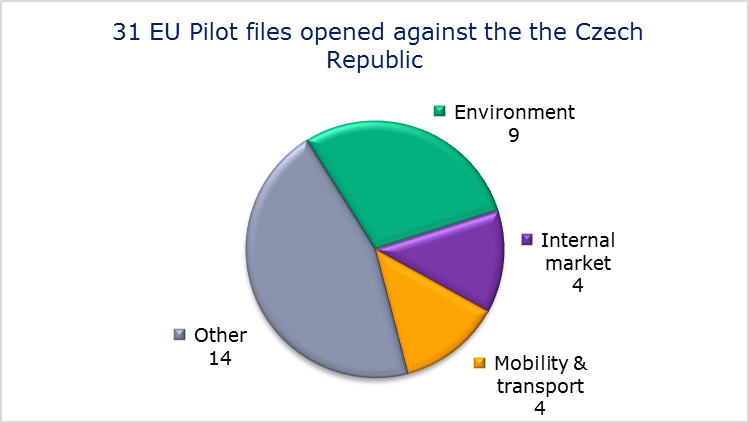 31 EU Pilot files opened against the the Czech
Republic
Environment
9
Internal
market
4
Mobility &
transport
4
Other
14